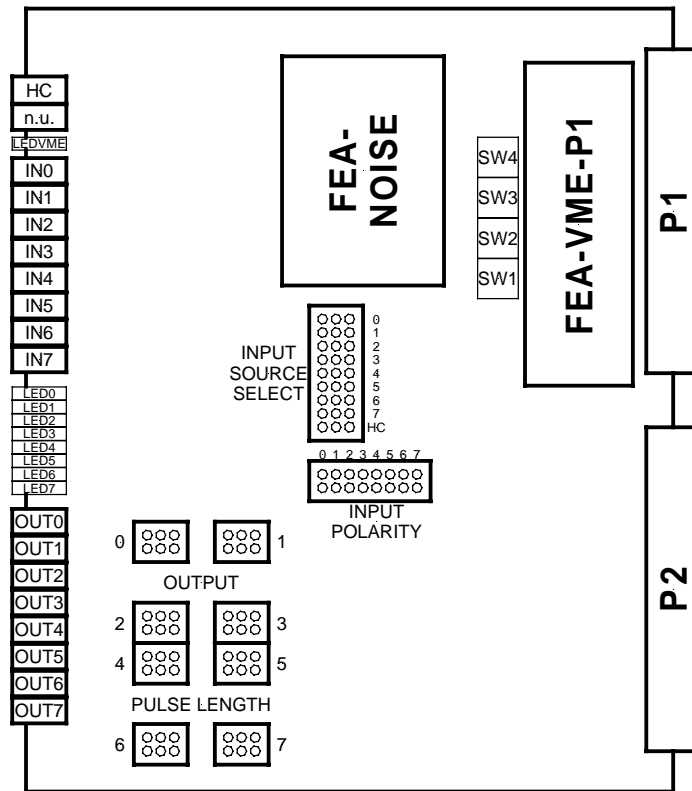 HC
n.u.
LEDVME
IN0
IN1
IN2
IN3
IN4
IN5
IN6
IN7
LED0
LED1
LED2
LED3
LED4
LED5
LED6
LED7
OUT0
OUT1
OUT2
OUT3
OUT4
OUT5
OUT6
OUT7
FEA-
NOISE
SW4
SW3
SW2
SW1
FEA-VME-P1
P1
P2
INPUT
SOURCE
SELECT
0
1
2
3
4
5
6
7
HC
0 1 2 3 4 5 6 7
INPUT
POLARITY
0 1
OUTPUT
2 3
4 5
PULSE LENGTH
6 7